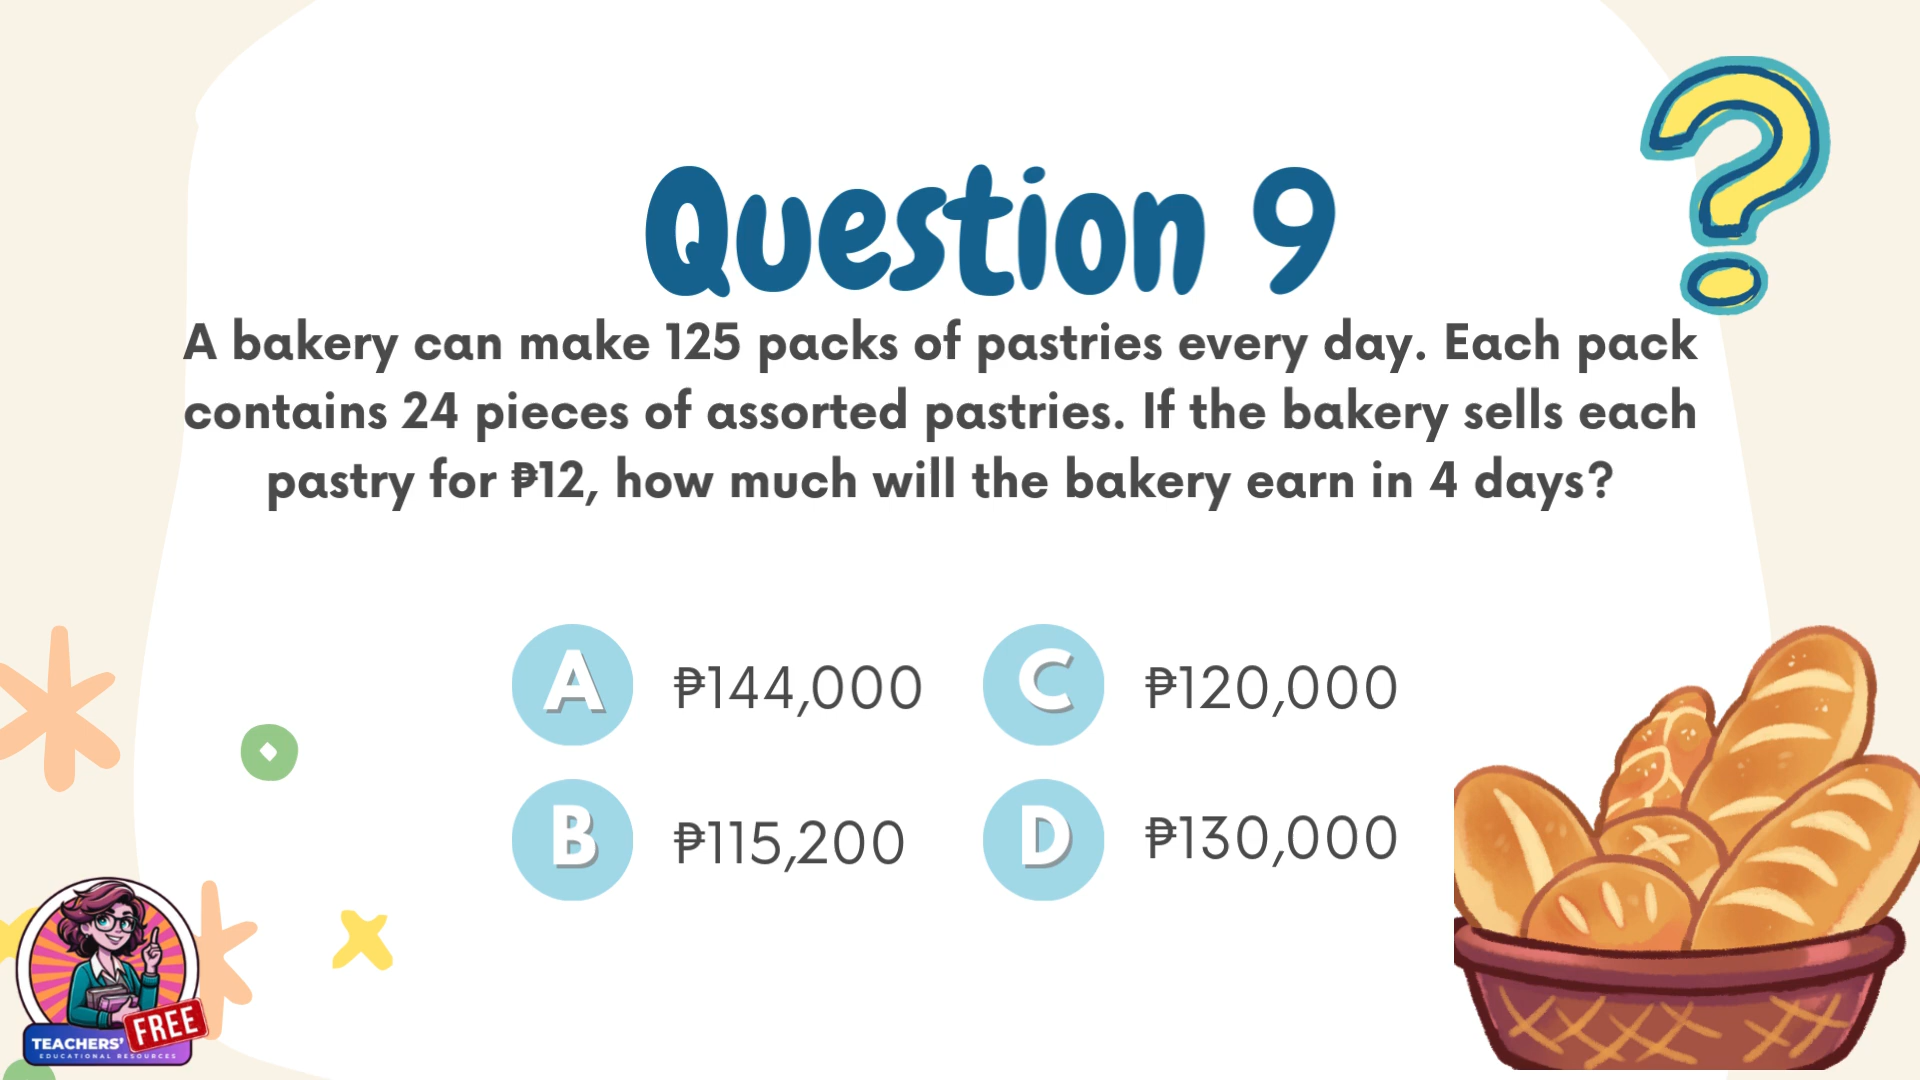 Question 9
A bakery can make 125 packs of pastries every day. Each pack
contains 24 pieces of assorted pastries. If the bakery sells each
pastry for ₱12, how much will the bakery earn in 4 days?
A ₱144,000
C ₱120,000
B ₱115,200
D ₱130,000
FREE
TEACHERS'
EDUCATIONAL RESOURCES